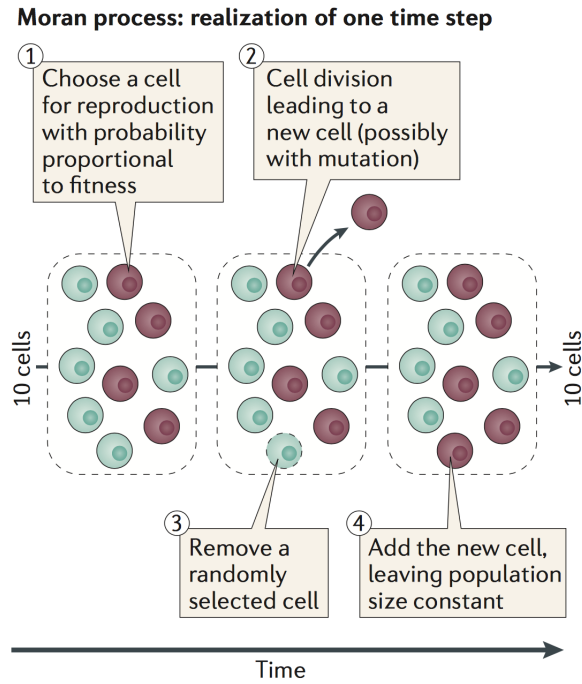 Moran process: realization of one time step
1
Choose a cell
for reproduction
with probability
proportional
to fitness
2
Cell division
leading to a
new cell (possibly
with mutation)
10 cells
10 cells
3
Remove a
randomly
selected cell
4
Add the new cell,
leaving population
size constant
Time